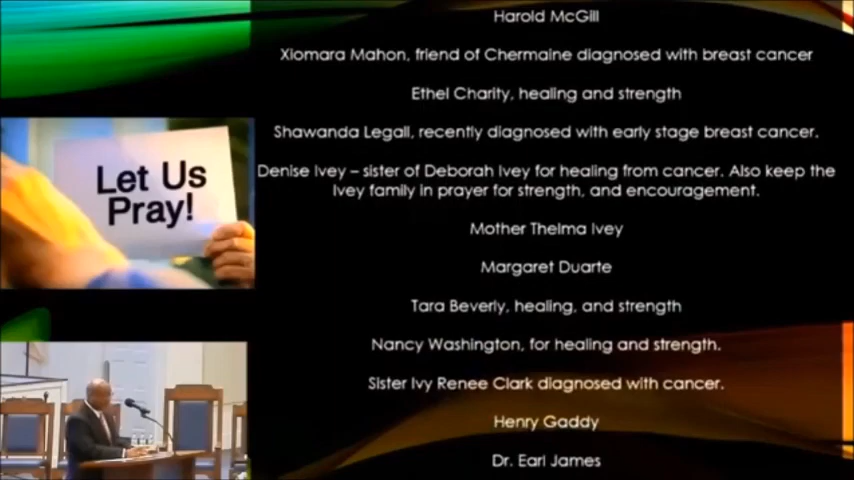 Harold McGill
Xiomara Mahon, friend of Chermaine diagnosed with breast cancer
Ethel Charity, healing and strength
Shawanda Legall, recently diagnosed with early stage breast cancer.
Denise Ivey – sister of Deborah Ivey for healing from cancer. Also keep the
Ivey family in prayer for strength, and encouragement.
Mother Thelma Ivey
Margaret Duarte
Tara Beverly, healing, and strength
Nancy Washington, for healing and strength.
Sister Ivy Renee Clark diagnosed with cancer.
Henry Gaddy
Dr. Earl James
Let Us
Pray!